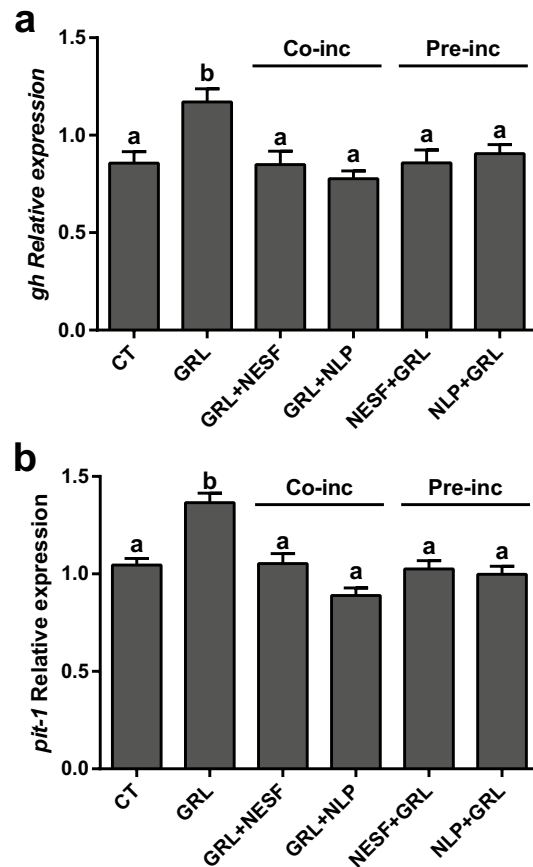 a
Co-inc Pre-inc
gh Relative expression
1.5
1.0
0.5
0.0
a b a a a a
CT GRL GRL+NESF GRL+NLP NESF+GRL NLP+GRL
b
Co-inc Pre-inc
pit-1 Relative expression
1.5
1.0
0.5
0.0
a b a a a a
CT GRL GRL+NESF GRL+NLP NESF+GRL NLP+GRL